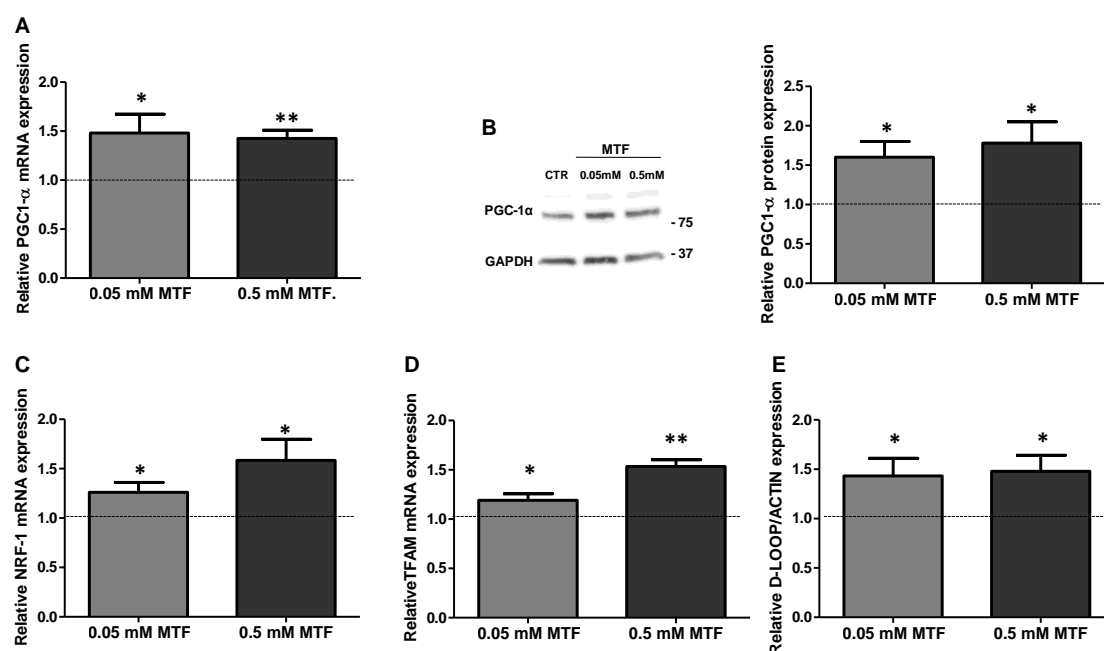 A
Relative PGC1-α mRNA expression
2.0
1.5
1.0
0.5
0.0
*
**
0.05 mM MTF
0.5 mM MTF.
B
MTF
CTR 0.05mM 0.5mM
PGC-1α
- 75
GAPDH
- 37
Relative PGC1-α protein expression
2.5
2.0
1.5
1.0
0.5
0.0
*
*
0.05 mM MTF
0.5 mM MTF
C
Relative NRF-1 mRNA expression
2.0
1.5
1.0
0.5
0.0
*
*
0.05 mM MTF
0.5 mM MTF
D
RelativeTFAM mRNA expression
2.0
1.5
1.0
0.5
0.0
*
**
0.05 mM MTF
0.5 mM MTF
E
Relative D-LOOP/ACTIN expression
2.0
1.5
1.0
0.5
0.0
*
*
0.05 mM MTF
0.5 mM MTF